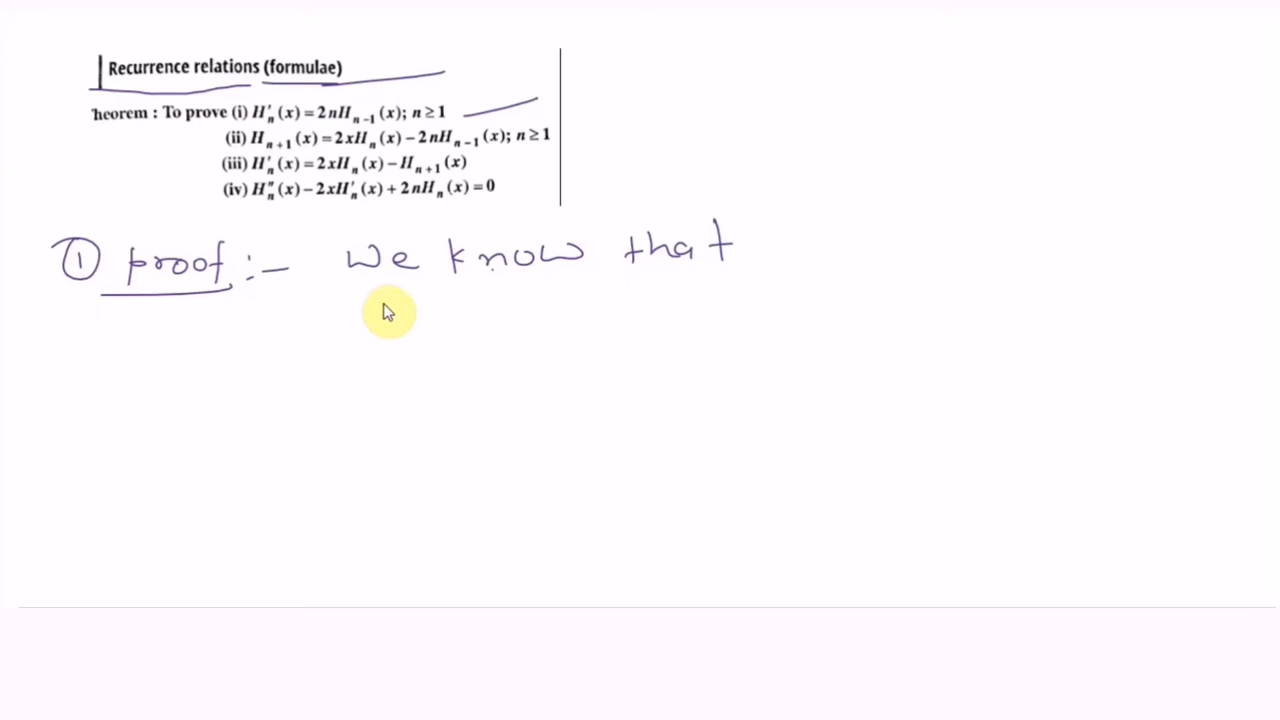 Recurrence relations (formulae)
heorem : To prove (i) H′ₙ (x) = 2nHₙ₋₁ (x); n ≥ 1
(ii) Hₙ₊₁ (x) = 2xHₙ (x) − 2nHₙ₋₁ (x); n ≥ 1
(iii) H′ₙ (x) = 2xHₙ (x) − Hₙ₊₁ (x)
(iv) H″ₙ (x) − 2xH′ₙ (x) + 2nHₙ (x) = 0
① proof :- We know that